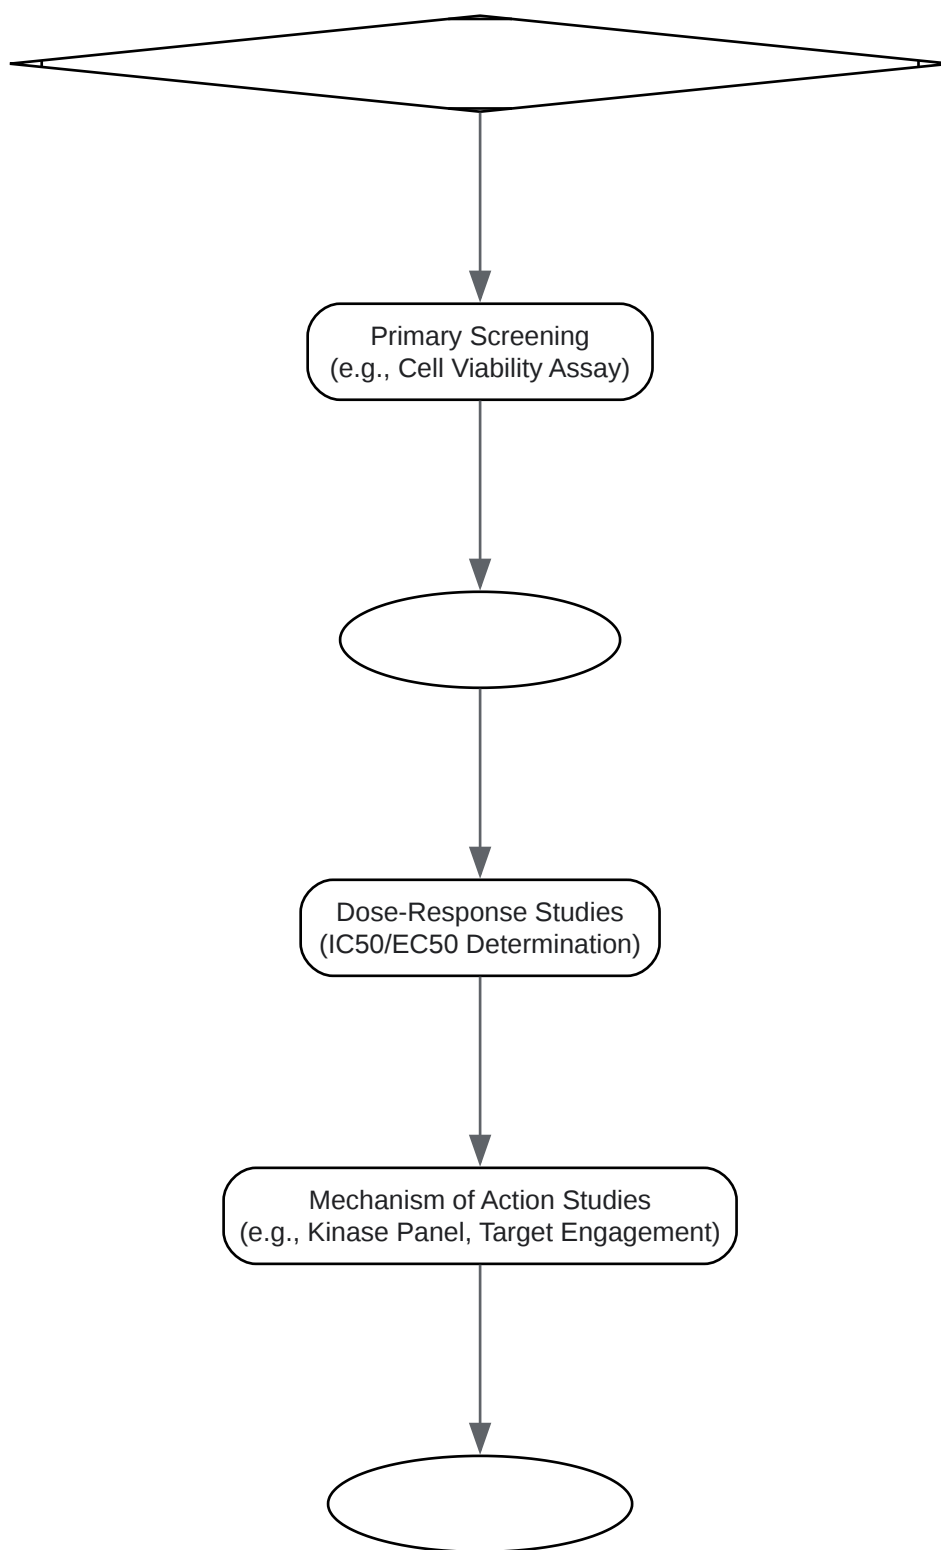 Primary Screening
(e.g., Cell Viability Assay)
Dose-Response Studies
(IC50/EC50 Determination)
Mechanism of Action Studies
(e.g., Kinase Panel, Target Engagement)